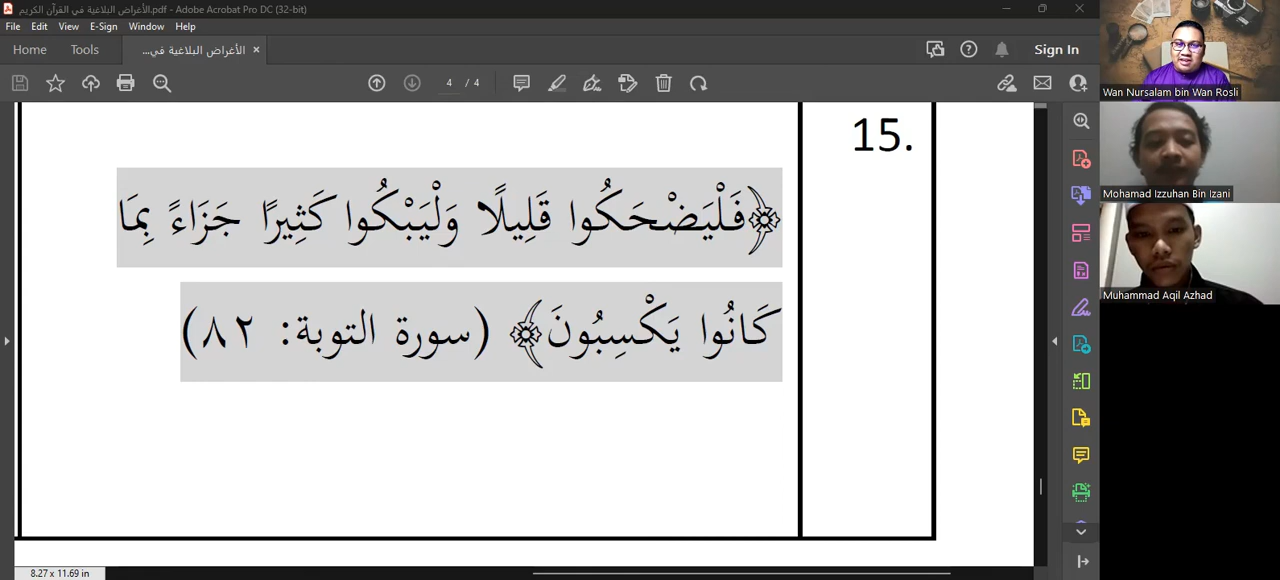 الأغراض البلاغية في القرآن الكريم.pdf - Adobe Acrobat Pro DC (32-bit)
File Edit View E-Sign Window Help
Home Tools الأغراض البلاغية في... × Sign In
4 / 4
15.
﴿فَلْيَضْحَكُوا قَلِيلًا وَلْيَبْكُوا كَثِيرًا جَزَاءً بِمَا
كَانُوا يَكْسِبُونَ﴾ (سورة التوبة: ٨٢)
8.27 x 11.69 in
Wan Nursalam bin Wan Rosli
Mohamad Izzuhan Bin Izani
Muhammad Aqil Azhad